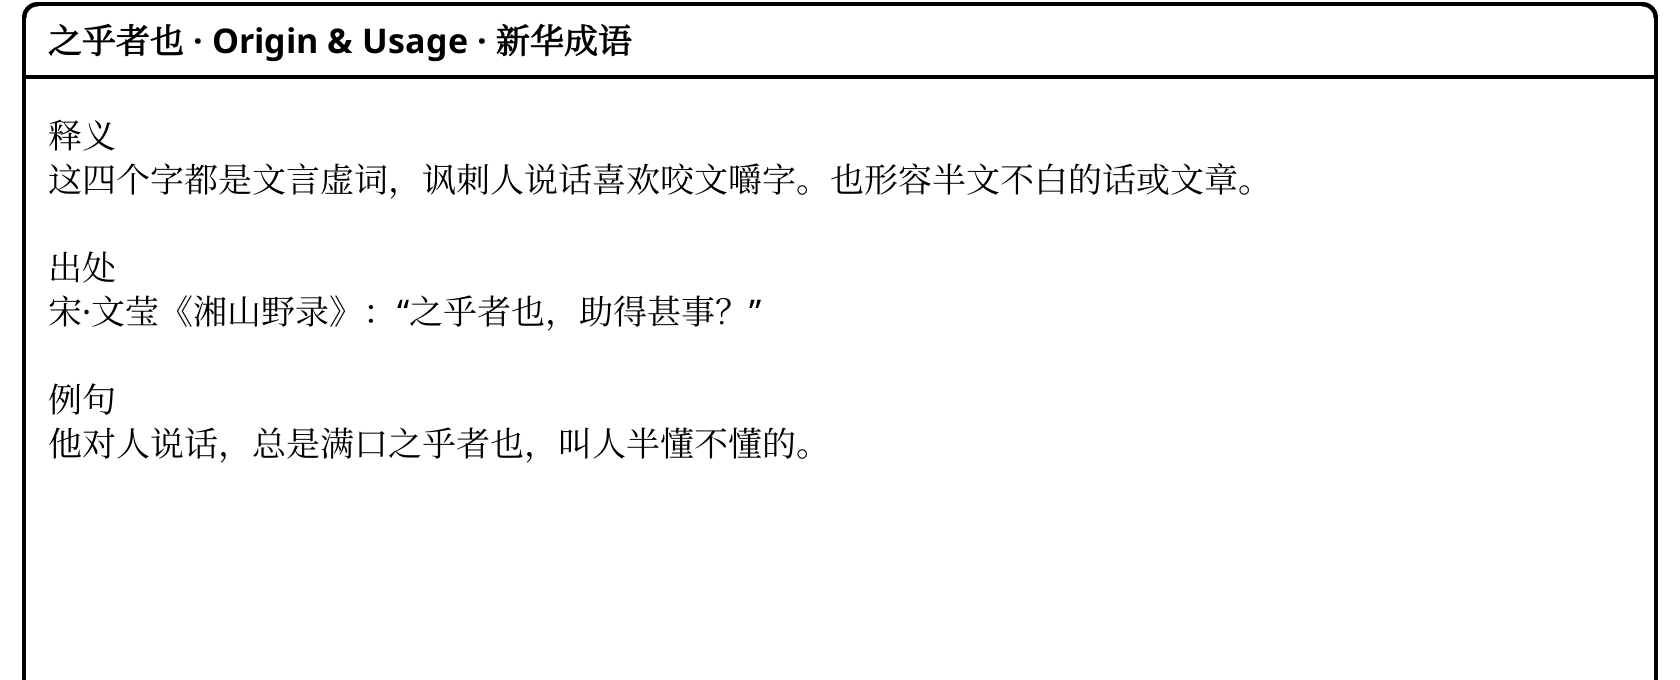 之乎者也 · Origin & Usage · 新华成语
释义
这四个字都是文言虚词，讽刺人说话喜欢咬文嚼字。也形容半文不白的话或文章。
出处
宋·文莹《湘山野录》：“之乎者也，助得甚事？”
例句
他对人说话，总是满口之乎者也，叫人半懂不懂的。